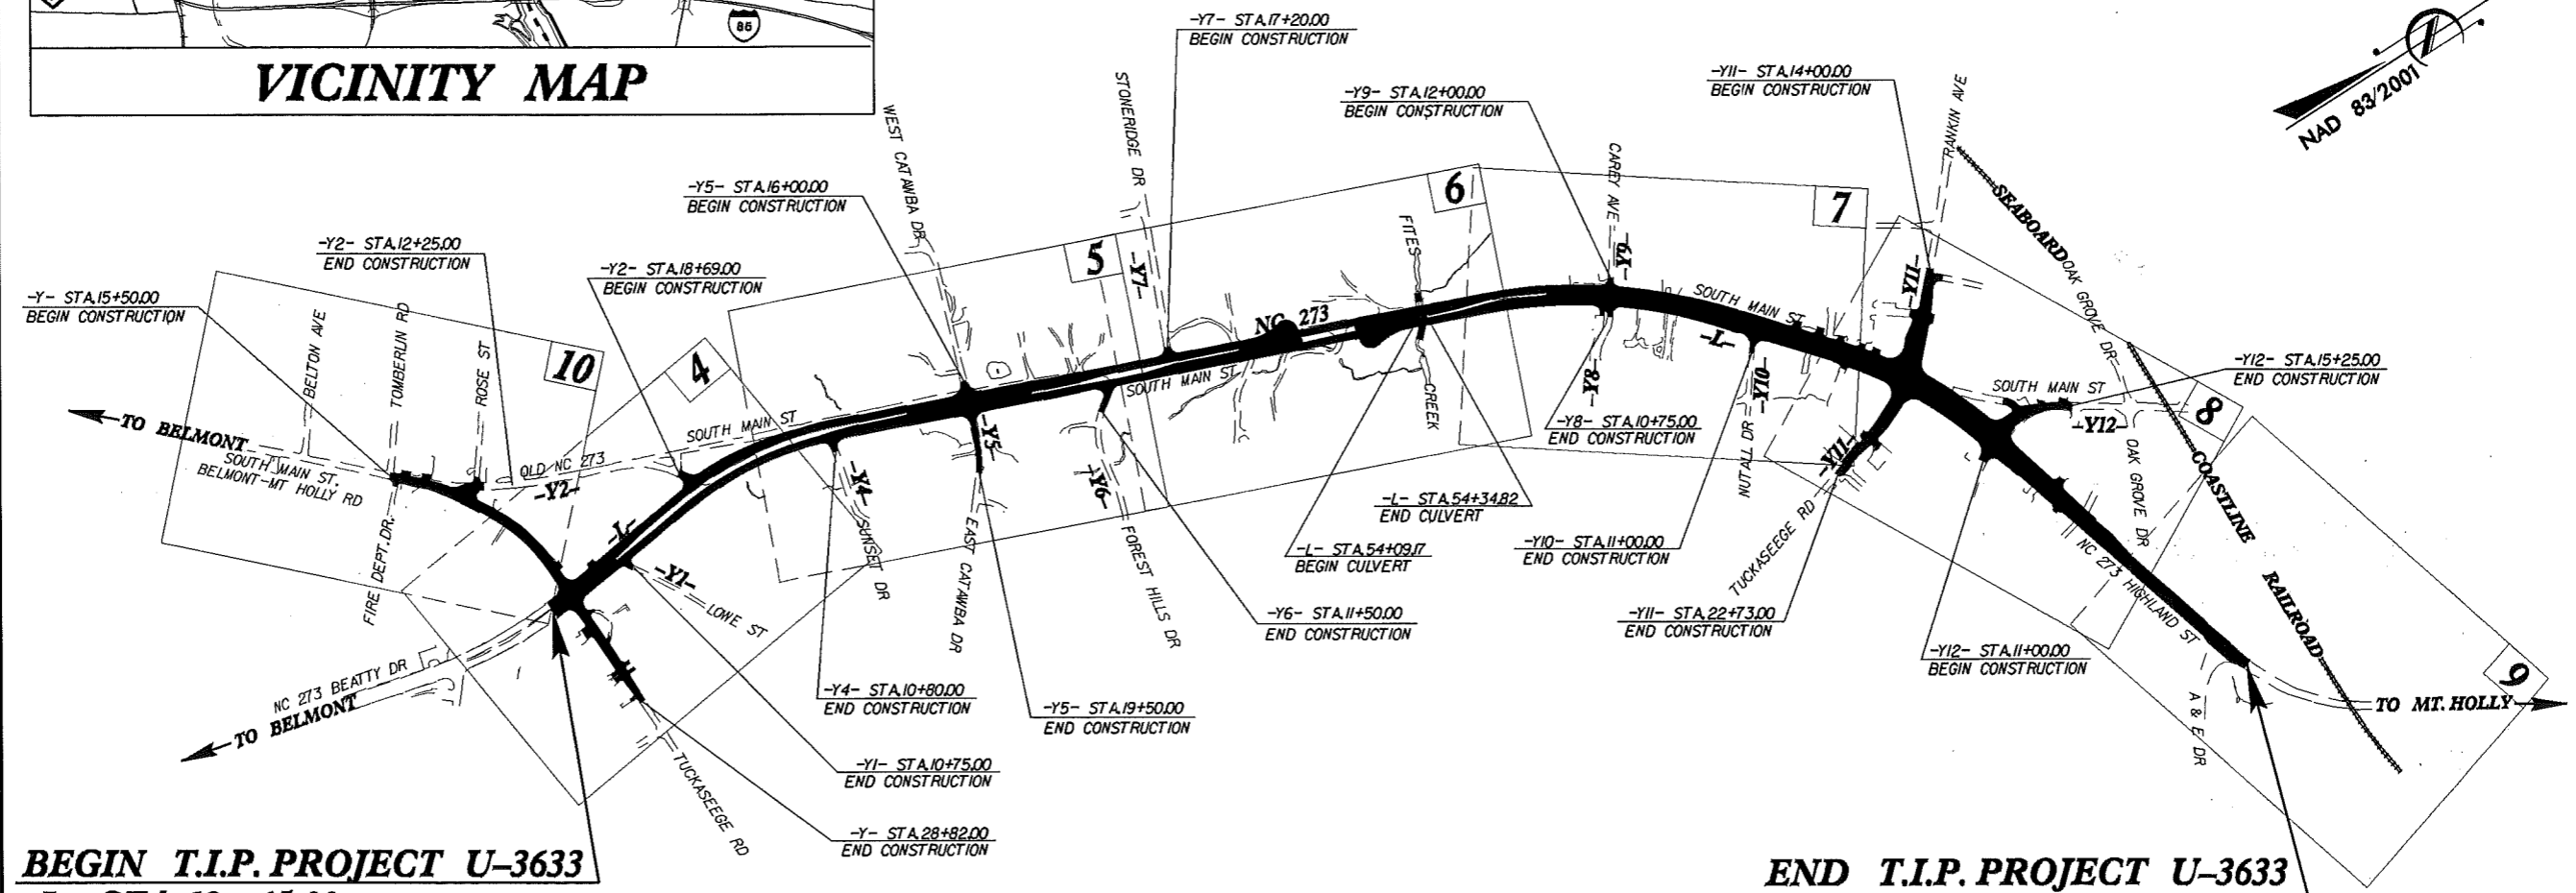 85
VICINITY MAP
NAD 83/2001
-Y7- STA.17+20.00
BEGIN CONSTRUCTION
-Y11- STA.14+00.00
BEGIN CONSTRUCTION
-Y9- STA.12+00.00
BEGIN CONSTRUCTION
-Y5- STA.16+00.00
BEGIN CONSTRUCTION
-Y2- STA.12+25.00
END CONSTRUCTION
-Y2- STA.18+69.00
BEGIN CONSTRUCTION
-Y- STA.15+50.00
BEGIN CONSTRUCTION
WEST CATAWBA DR
STONERIDGE DR
CAREY AVE
RANKIN AVE
SEABOARD
COASTLINE
RAILROAD
OAK GROVE DR
OAK GROVE DR
BELTON AVE
TOMBERLIN RD
ROSE ST
10
4
5
6
7
8
9
-Y7-
FITES
CREEK
-Y9-
-Y11-
TO BELMONT
SOUTH MAIN ST.
BELMONT-MT HOLLY RD
OLD NC 273
-Y2-
SOUTH MAIN ST
NC 273
SOUTH MAIN ST
SOUTH MAIN ST
-L-
SOUTH MAIN ST
-Y12-
-Y12- STA.15+25.00
END CONSTRUCTION
FIRE DEPT. DR.
-L-
-Y1-
LOWE ST
-Y4-
SUNSET DR
-Y5-
EAST CATAWBA DR
-Y6-
FOREST HILLS DR
-Y8-
-Y10-
NUTALL DR
-Y11-
TUCKASEEGE RD
NC 273 HIGHLAND ST
A & E DR
TO MT. HOLLY
-Y8- STA.10+75.00
END CONSTRUCTION
-L- STA.54+34.82
END CULVERT
-L- STA.54+09.17
BEGIN CULVERT
-Y10- STA.11+00.00
END CONSTRUCTION
-Y6- STA.11+50.00
END CONSTRUCTION
-Y11- STA.22+73.00
END CONSTRUCTION
-Y12- STA.11+00.00
BEGIN CONSTRUCTION
NC 273 BEATTY DR
TO BELMONT
-Y4- STA.10+80.00
END CONSTRUCTION
-Y5- STA.19+50.00
END CONSTRUCTION
-Y1- STA.10+75.00
END CONSTRUCTION
TUCKASEEGE RD
-Y- STA.28+82.00
END CONSTRUCTION
BEGIN T.I.P. PROJECT U-3633
END T.I.P. PROJECT U-3633